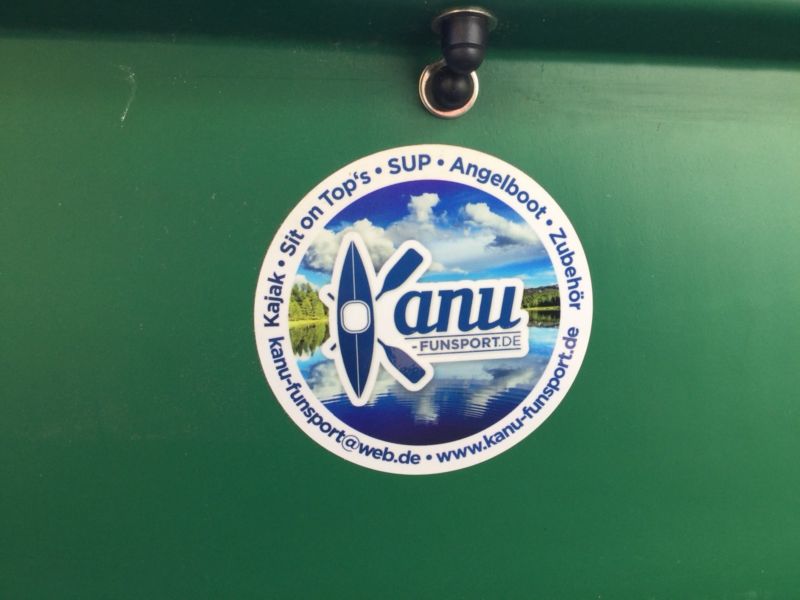 Kajak • Sit on Top's • SUP • Angelboot • Zubehör
Kanu
-FUNSPORT.DE
kanu-funsport@web.de • www.kanu-funsport.de